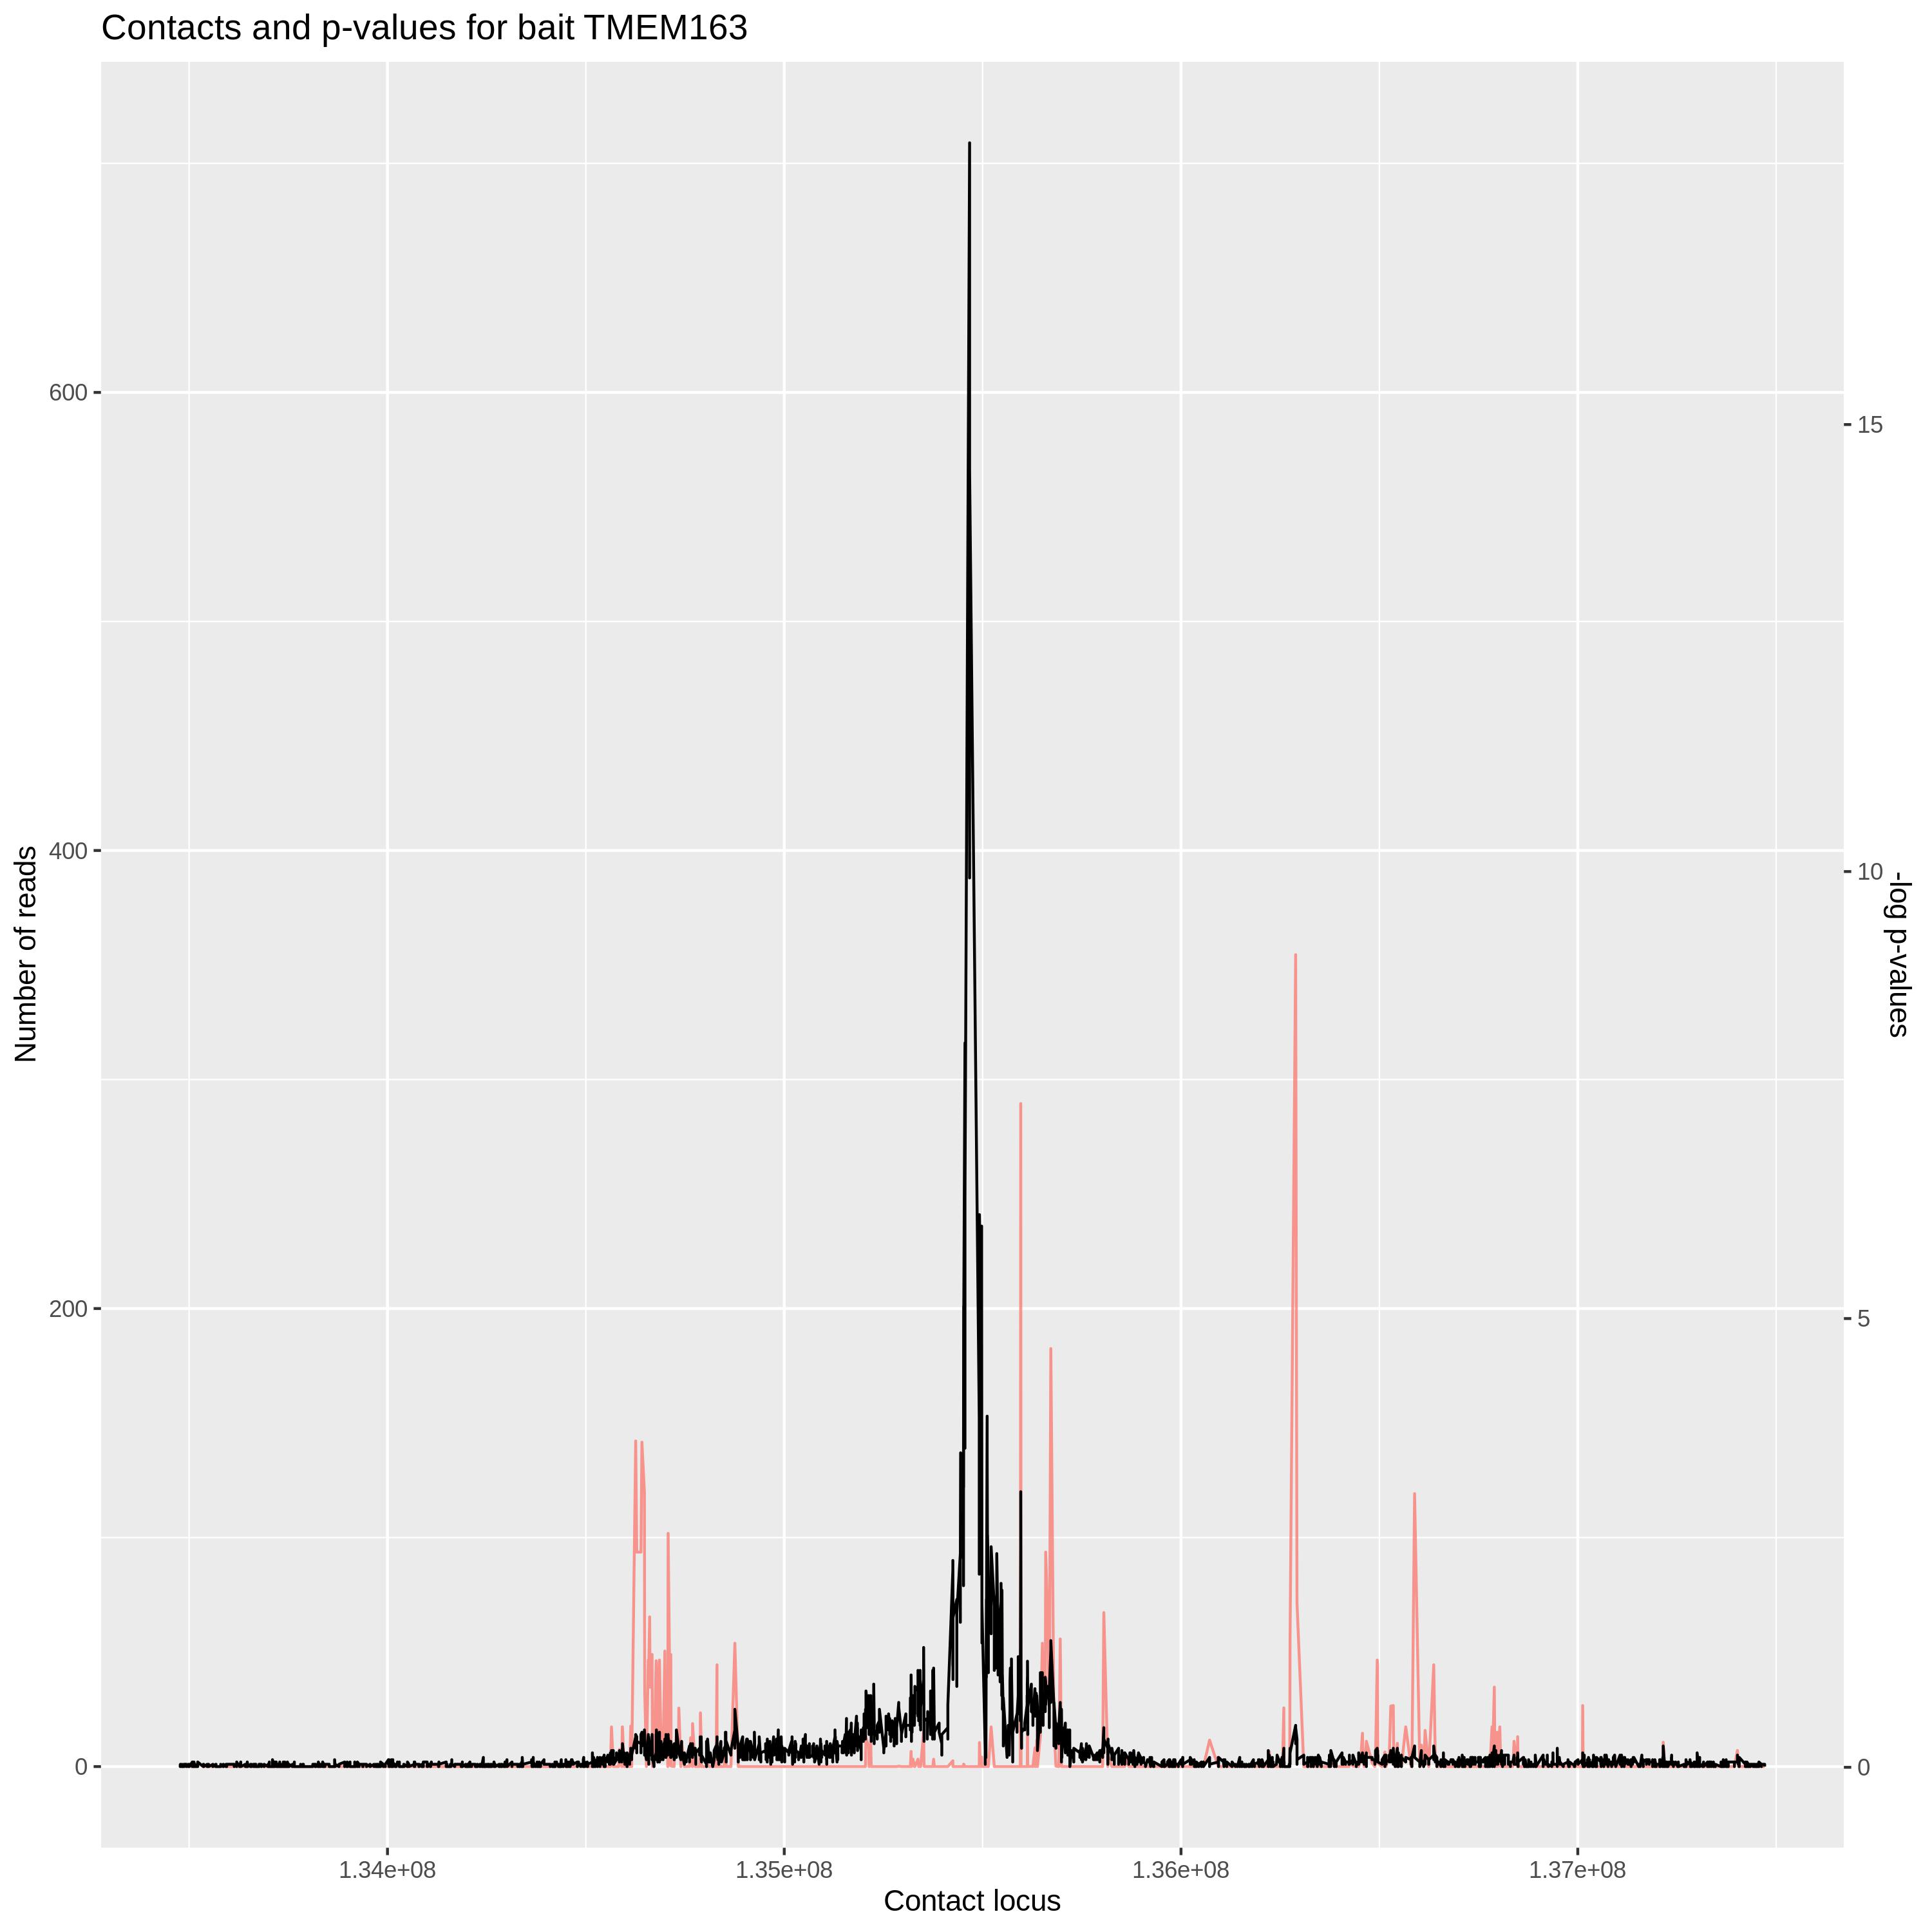 Contacts and p-values for bait TMEM163
600
400
200
0
Number of reads
15
10
5
0
-log p-values
1.34e+08 1.35e+08 1.36e+08 1.37e+08
Contact locus